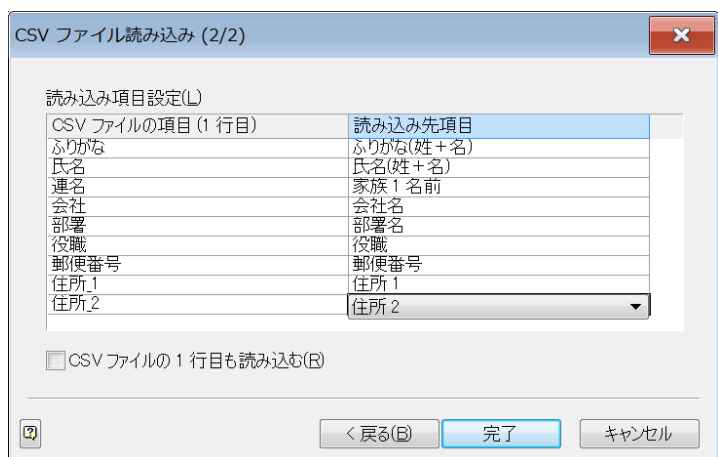 CSV ファイル読み込み (2/2)
読み込み項目設定(L)
CSV ファイルの項目 (1 行目) 読み込み先項目
ふりがな ふりがな(姓+名)
氏名 氏名(姓+名)
連名 家族 1 名前
会社 会社名
部署 部署名
役職 役職
郵便番号 郵便番号
住所_1 住所 1
住所_2 住所 2
CSV ファイルの 1 行目も読み込む(R)
< 戻る(B) 完了 キャンセル